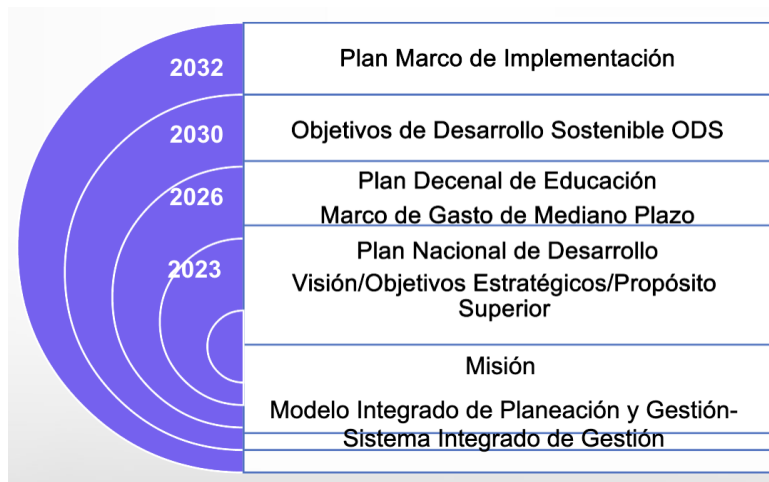 2032
Plan Marco de Implementación
2030
Objetivos de Desarrollo Sostenible ODS
2026
Plan Decenal de Educación
Marco de Gasto de Mediano Plazo
2023
Plan Nacional de Desarrollo
Visión/Objetivos Estratégicos/Propósito
Superior
Misión
Modelo Integrado de Planeación y Gestión-
Sistema Integrado de Gestión